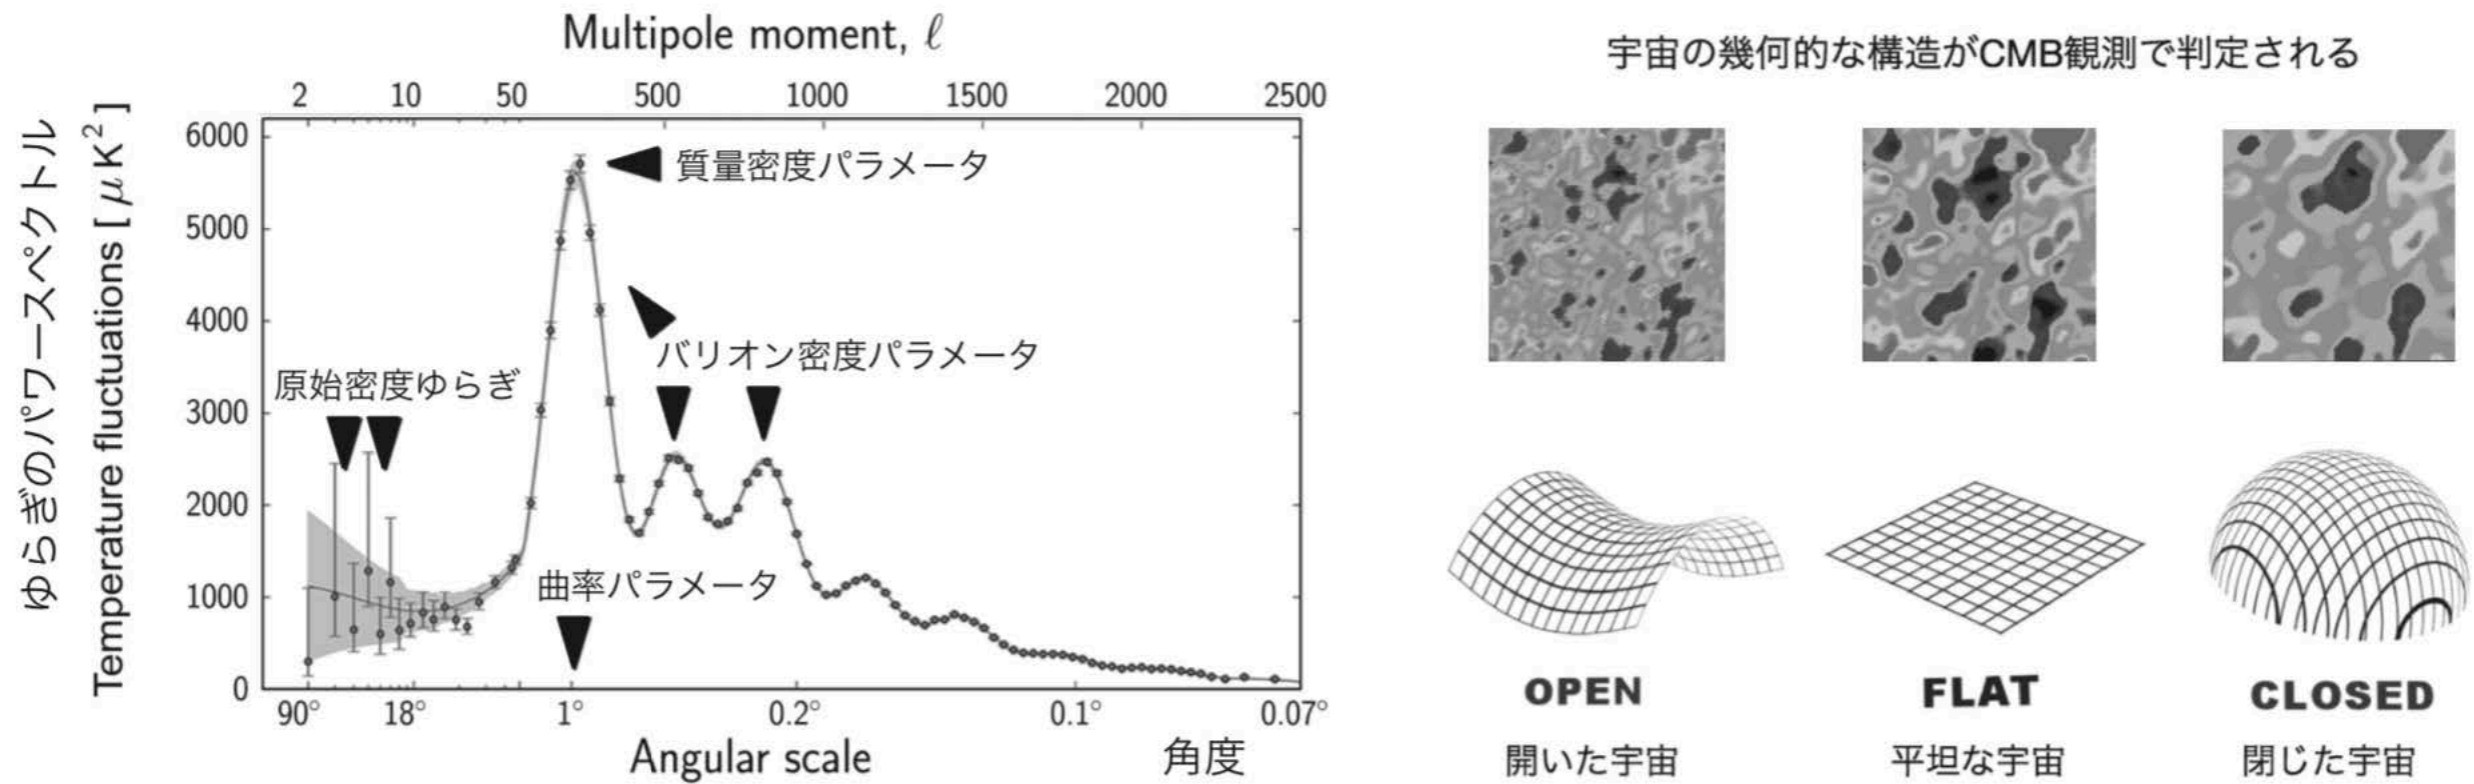 Multipole moment, ℓ
2 10 50 500 1000 1500 2000 2500
ゆらぎのパワースペクトル
Temperature fluctuations [ μ K² ]
6000
5000
4000
3000
2000
1000
0
質量密度パラメータ
バリオン密度パラメータ
原始密度ゆらぎ
曲率パラメータ
90° 18° 1° 0.2° 0.1° 0.07°
Angular scale 角度
宇宙の幾何的な構造がCMB観測で判定される
OPEN FLAT CLOSED
開いた宇宙 平坦な宇宙 閉じた宇宙